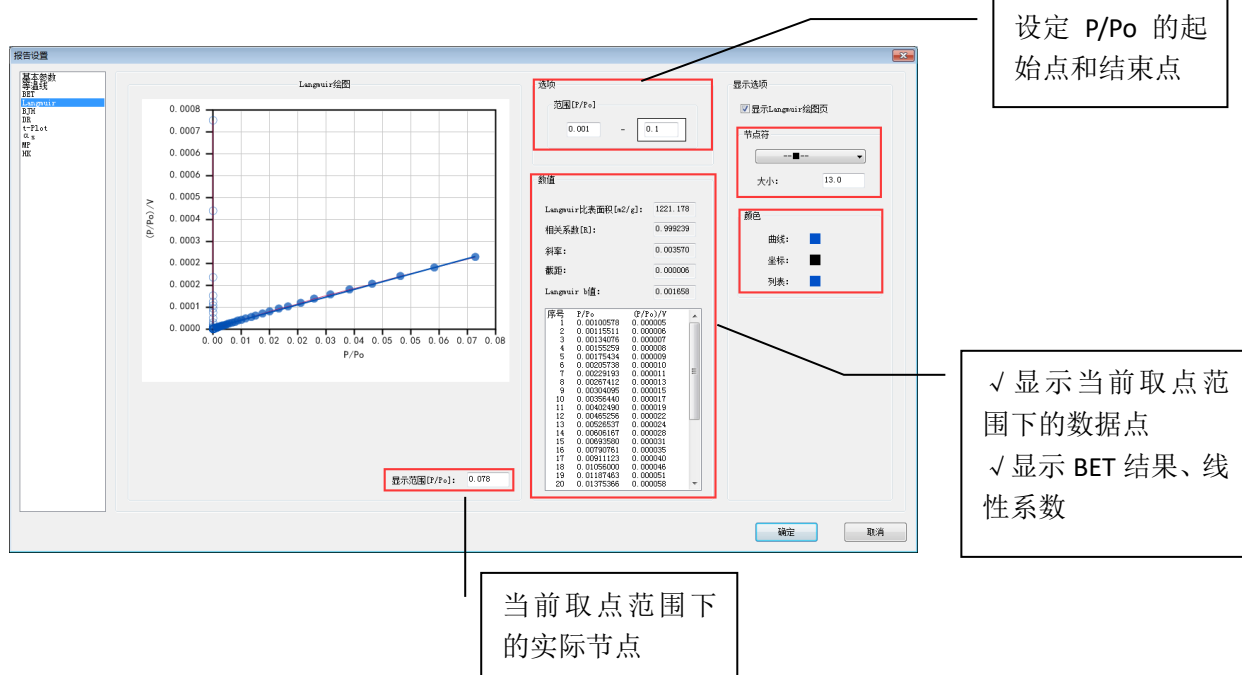 设定 P/Po 的起
始点和结束点
报告设置
基本参数
等温线
BET
Langmuir
BJH
DR
t-Plot
αs
MP
HK
Langmuir绘图
0.0008
0.0007
0.0006
0.0006
0.0005
0.0004
0.0003
0.0002
0.0001
0.0000
(P/Po)/V
0.00 0.01 0.02 0.02 0.03 0.04 0.05 0.06 0.07 0.08
P/Po
显示范围[P/Po]: 0.078
选项
范围[P/Po]
0.001 - 0.1
数值
Langmuir比表面积[m2/g]: 1221.178
相关系数[R]: 0.999239
斜率: 0.003570
截距: 0.000006
Langmuir b值: 0.001658
序号 P/Po (P/Po)/V
1 0.00100578 0.000005
2 0.00115511 0.000006
3 0.00134076 0.000007
4 0.00155259 0.000008
5 0.00175434 0.000009
6 0.00205738 0.000010
7 0.00229193 0.000011
8 0.00267412 0.000013
9 0.00304095 0.000015
10 0.00356440 0.000017
11 0.00402490 0.000019
12 0.00465256 0.000022
13 0.00526537 0.000024
14 0.00606167 0.000028
15 0.00693580 0.000031
16 0.00790761 0.000035
17 0.00911123 0.000040
18 0.01056000 0.000046
19 0.01187463 0.000051
20 0.01375366 0.000058
显示选项
显示Langmuir绘图页
节点符
--■--
大小: 13.0
颜色
曲线:
坐标:
列表:
确定 取消
√显示当前取点范
围下的数据点
√显示 BET 结果、线
性系数
当前取点范围下
的实际节点